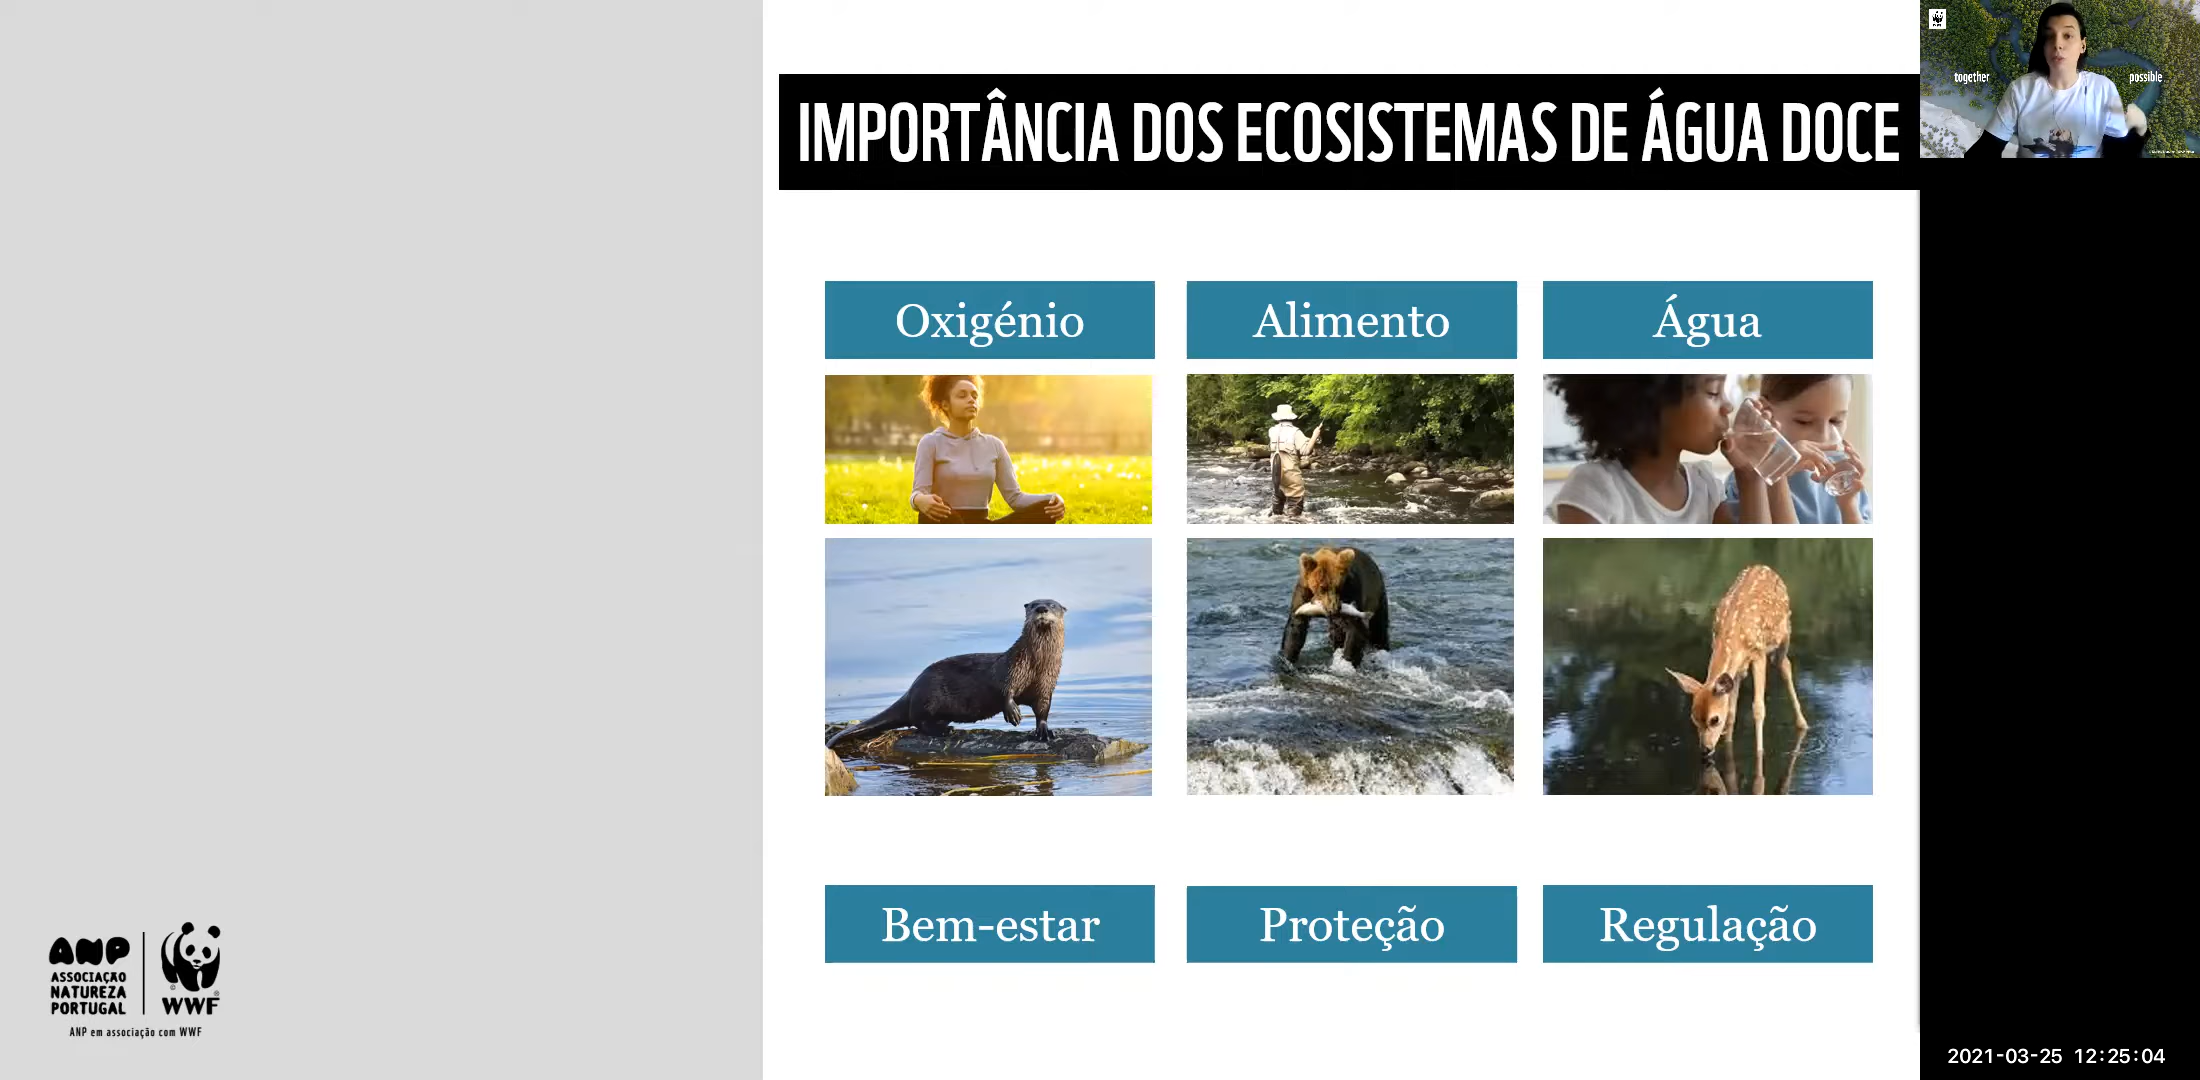 IMPORTÂNCIA DOS ECOSISTEMAS DE ÁGUA DOCE
together possible
Oxigénio
Alimento
Água
Bem-estar
Proteção
Regulação
ANP
ASSOCIAÇÃO
NATUREZA
PORTUGAL
WWF
ANP em associação com WWF
2021-03-25 12:25:04